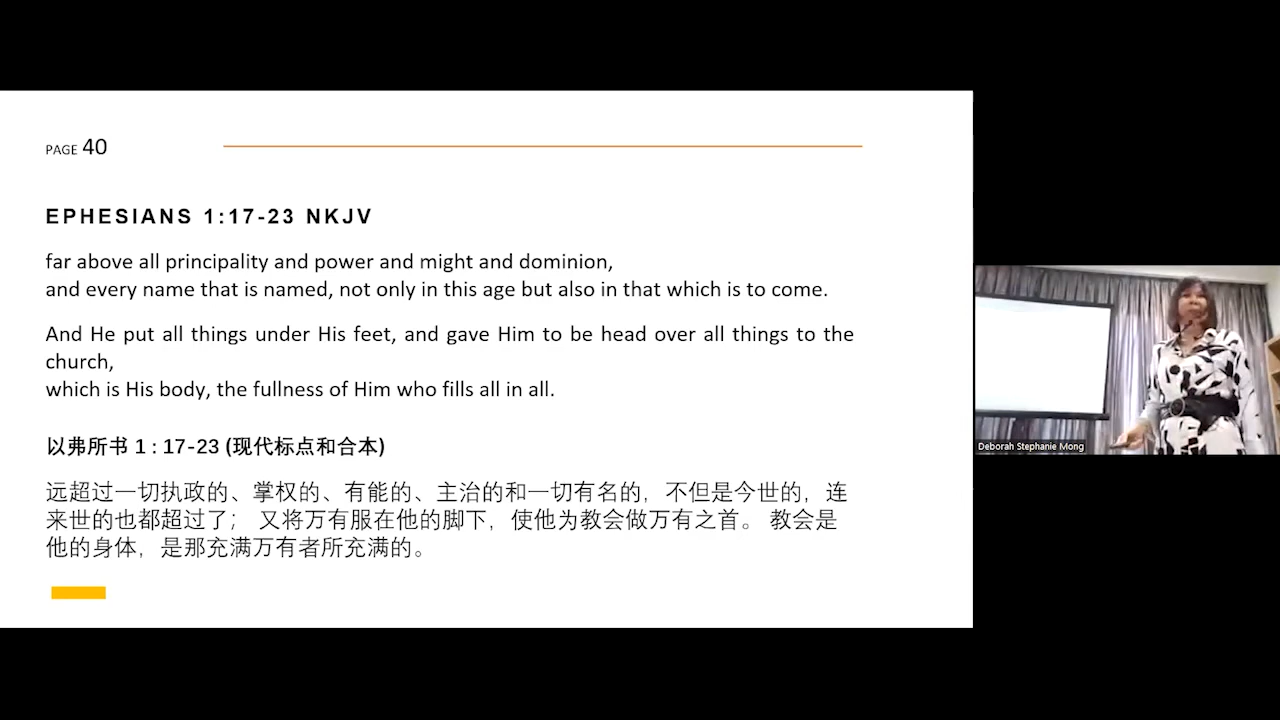 PAGE 40
EPHESIANS 1:17-23 NKJV
far above all principality and power and might and dominion,
and every name that is named, not only in this age but also in that which is to come.
And He put all things under His feet, and gave Him to be head over all things to the
church,
which is His body, the fullness of Him who fills all in all.
以弗所书 1 : 17-23 (现代标点和合本)
远超过一切执政的、掌权的、有能的、主治的和一切有名的，不但是今世的，连
来世的也都超过了； 又将万有服在他的脚下，使他为教会做万有之首。 教会是
他的身体，是那充满万有者所充满的。
Deborah Stephanie Mong